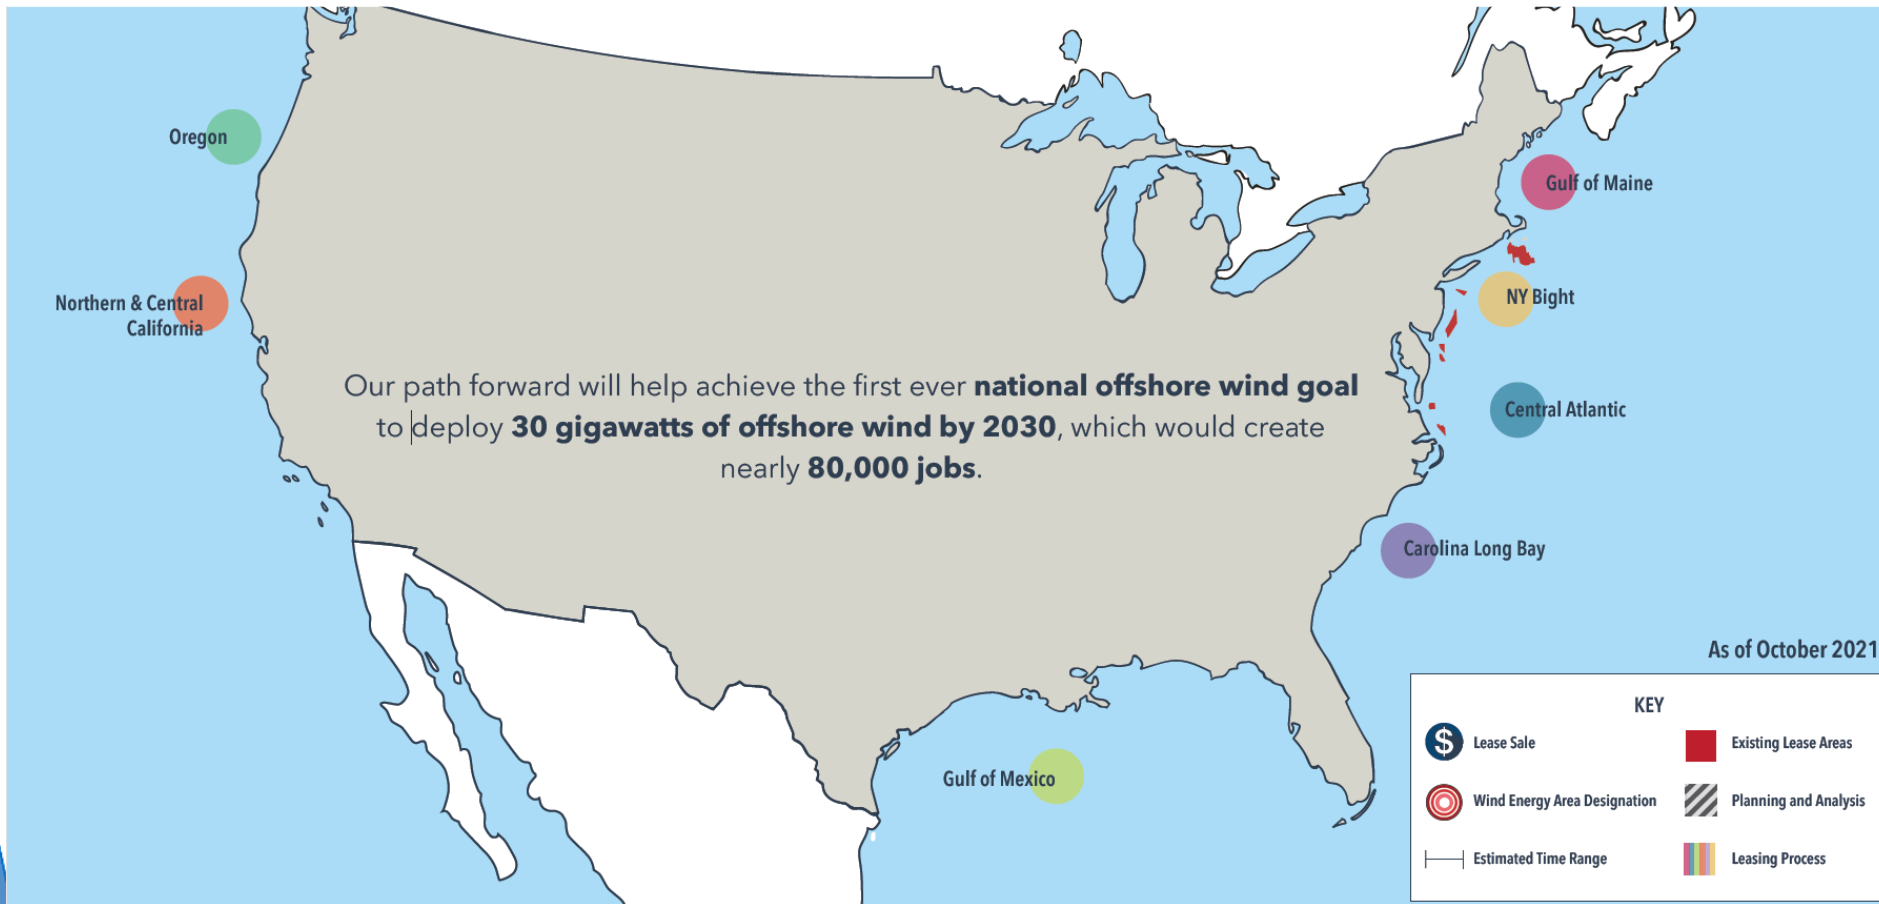 Oregon
Gulf of Maine
Northern & Central
California
NY Bight
Our path forward will help achieve the first ever national offshore wind goal
to deploy 30 gigawatts of offshore wind by 2030, which would create
nearly 80,000 jobs.
Central Atlantic
Carolina Long Bay
Gulf of Mexico
As of October 2021
KEY
$ Lease Sale
Existing Lease Areas
Wind Energy Area Designation
Planning and Analysis
Estimated Time Range
Leasing Process